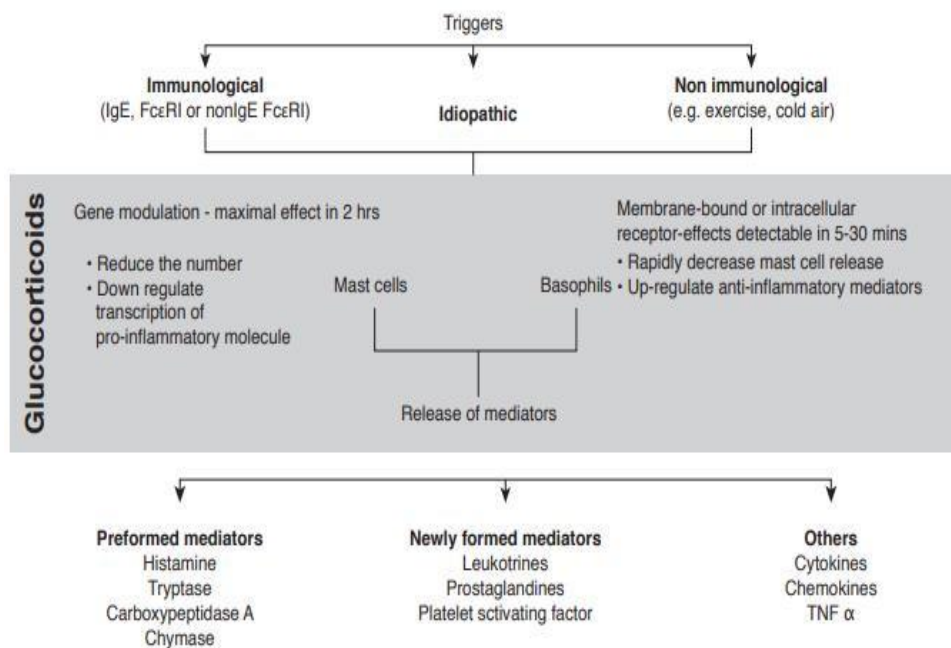 Triggers
Immunological
(IgE, FcεRI or nonIgE FcεRI)
Idiopathic
Non immunological
(e.g. exercise, cold air)
Glucocorticoids
Gene modulation - maximal effect in 2 hrs
• Reduce the number
• Down regulate
transcription of
pro-inflammatory molecule
Mast cells
Basophils
Membrane-bound or intracellular
receptor-effects detectable in 5-30 mins
• Rapidly decrease mast cell release
• Up-regulate anti-inflammatory mediators
Release of mediators
Preformed mediators
Histamine
Tryptase
Carboxypeptidase A
Chymase
Newly formed mediators
Leukotrines
Prostaglandines
Platelet sctivating factor
Others
Cytokines
Chemokines
TNF α